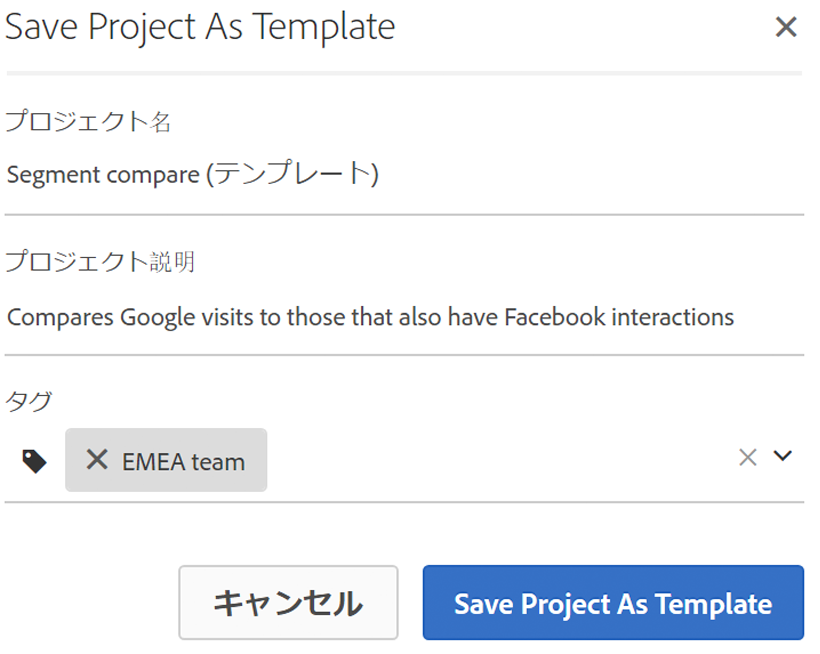 Save Project As Template
プロジェクト名
Segment compare (テンプレート)
プロジェクト説明
Compares Google visits to those that also have Facebook interactions
タグ
EMEA team
キャンセル
Save Project As Template